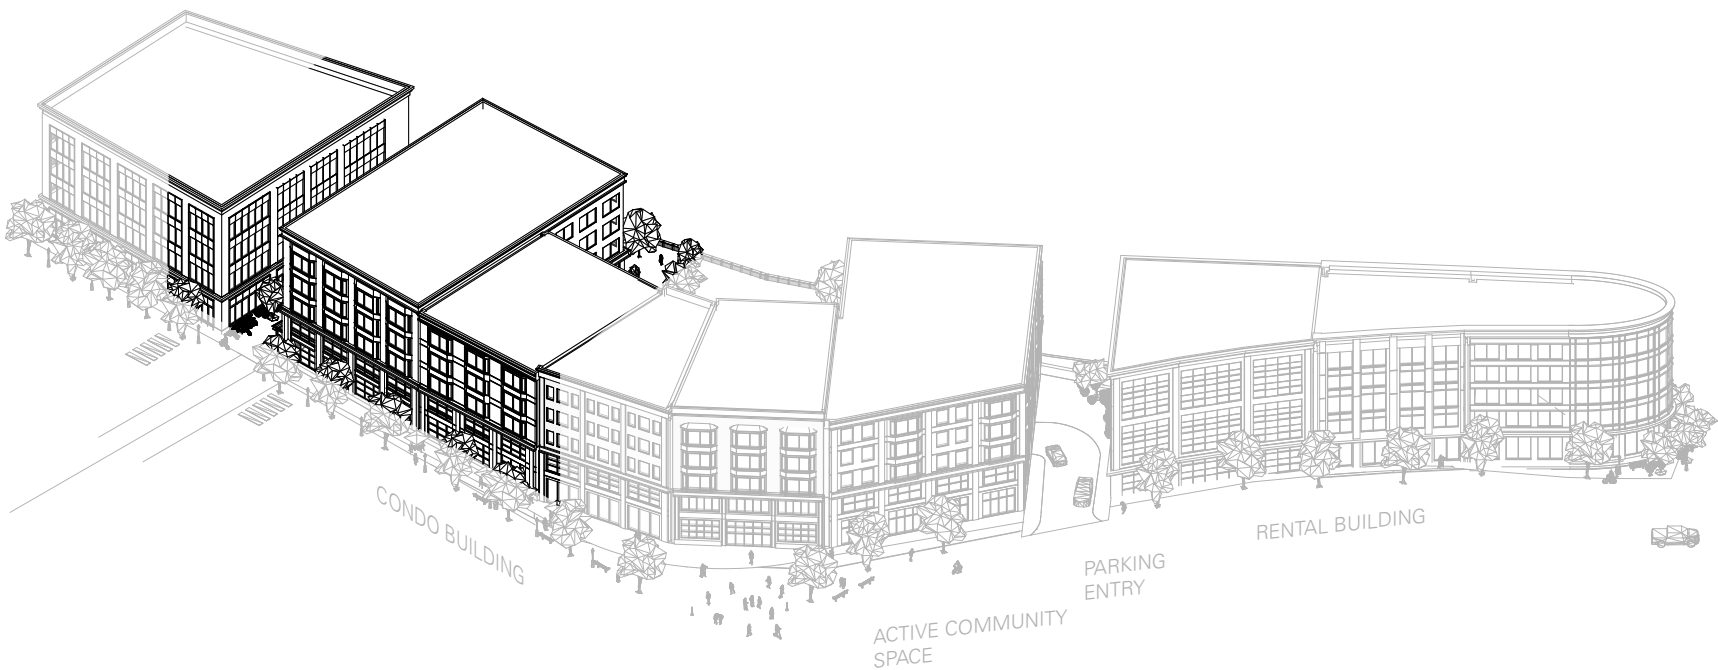 CONDO BUILDING
ACTIVE COMMUNITY
SPACE
PARKING
ENTRY
RENTAL BUILDING